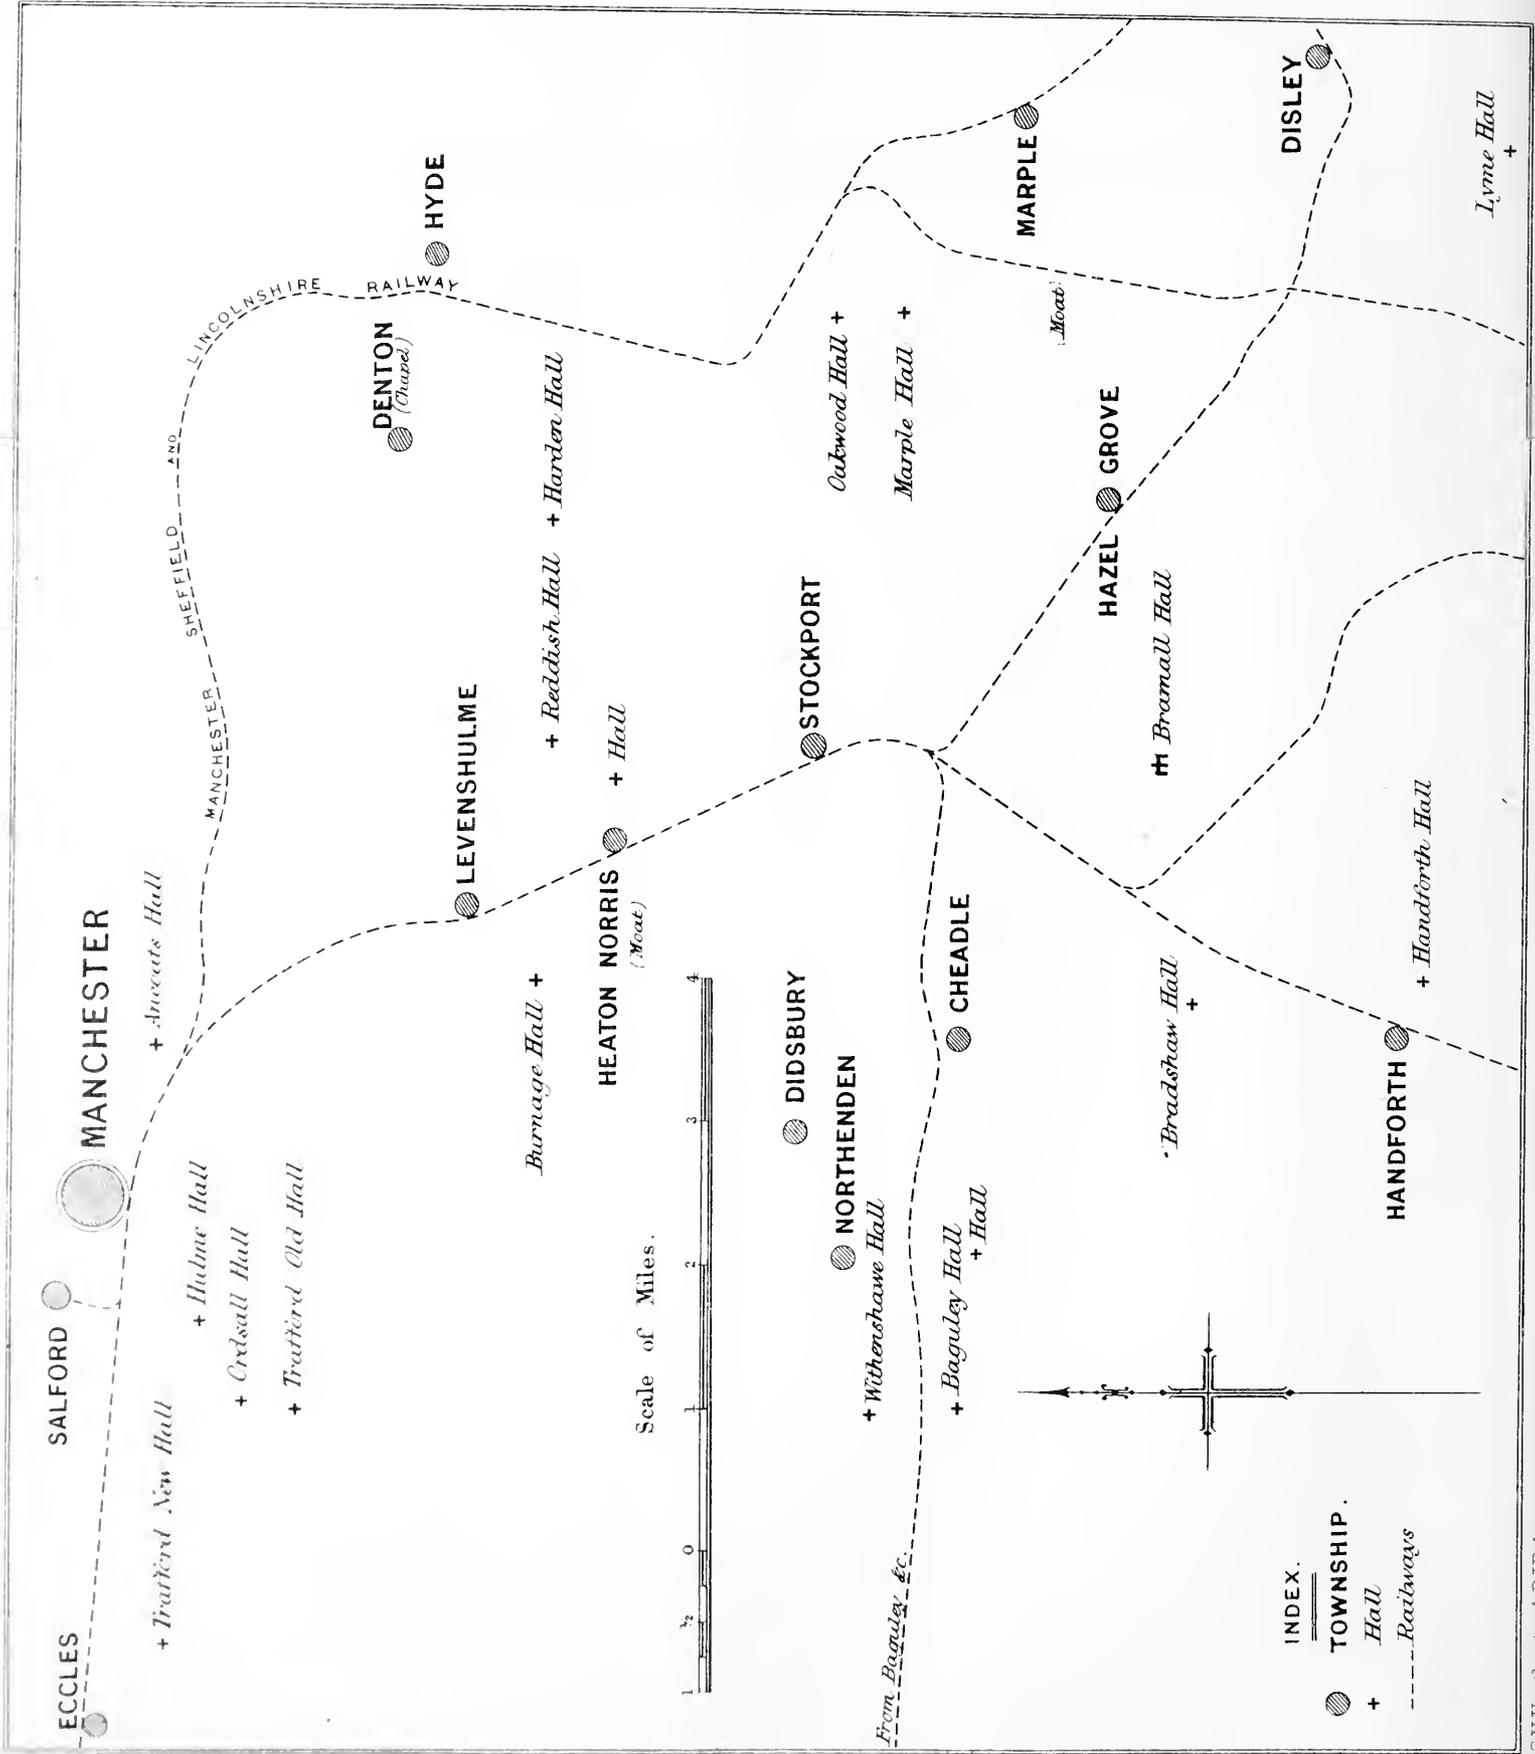 ECCLES
SALFORD
MANCHESTER
+ Trafford New Hall
+ Hulme Hall
+ Ordsall Hall
+ Trafford Old Hall
+ Ancoats Hall
MANCHESTER SHEFFIELD AND LINCOLNSHIRE RAILWAY
HYDE
DENTON
(Chapel)
LEVENSHULME
+ Reddish Hall
+ Harden Hall
Burnage Hall +
HEATON NORRIS
(Moat)
+ Hall
Scale of Miles.
1 ½ 0 1 2 3 4
DIDSBURY
STOCKPORT
NORTHENDEN
+ Withenshawe Hall
Oakwood Hall +
Marple Hall +
MARPLE
(Moat)
From Baguley &c.
+ Baguley Hall
+ Hall
CHEADLE
HAZEL GROVE
Bramall Hall
Bradshaw Hall
+
DISLEY
Lyme Hall
+
HANDFORTH
+ Handforth Hall
N
INDEX.
TOWNSHIP.
+ Hall
Railways